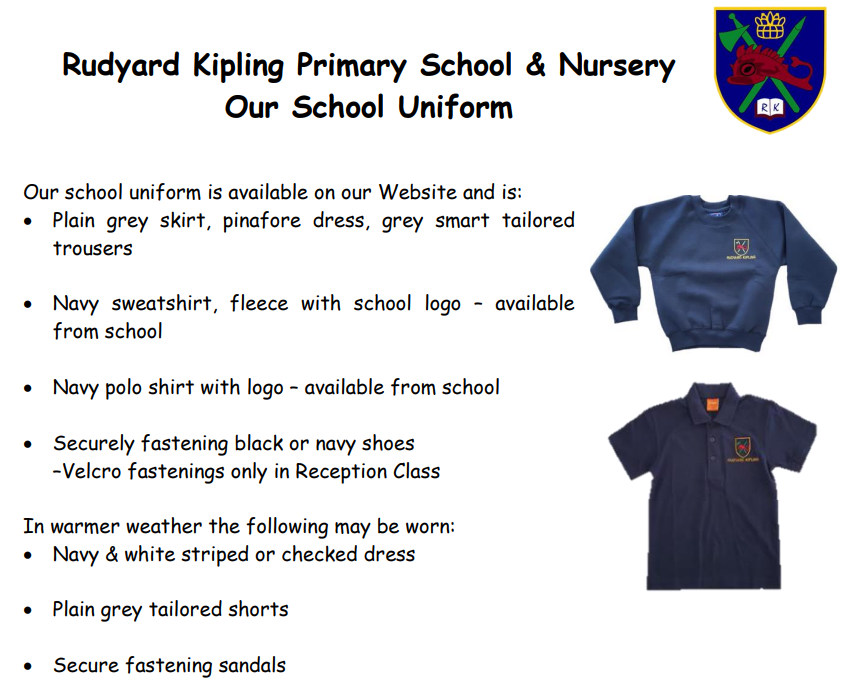 Rudyard Kipling Primary School & Nursery
Our School Uniform
R K
Our school uniform is available on our Website and is:
• Plain grey skirt, pinafore dress, grey smart tailored
trousers
• Navy sweatshirt, fleece with school logo – available
from school
• Navy polo shirt with logo – available from school
• Securely fastening black or navy shoes
–Velcro fastenings only in Reception Class
In warmer weather the following may be worn:
• Navy & white striped or checked dress
• Plain grey tailored shorts
• Secure fastening sandals
RUDYARD KIPLING
RUDYARD KIPLING